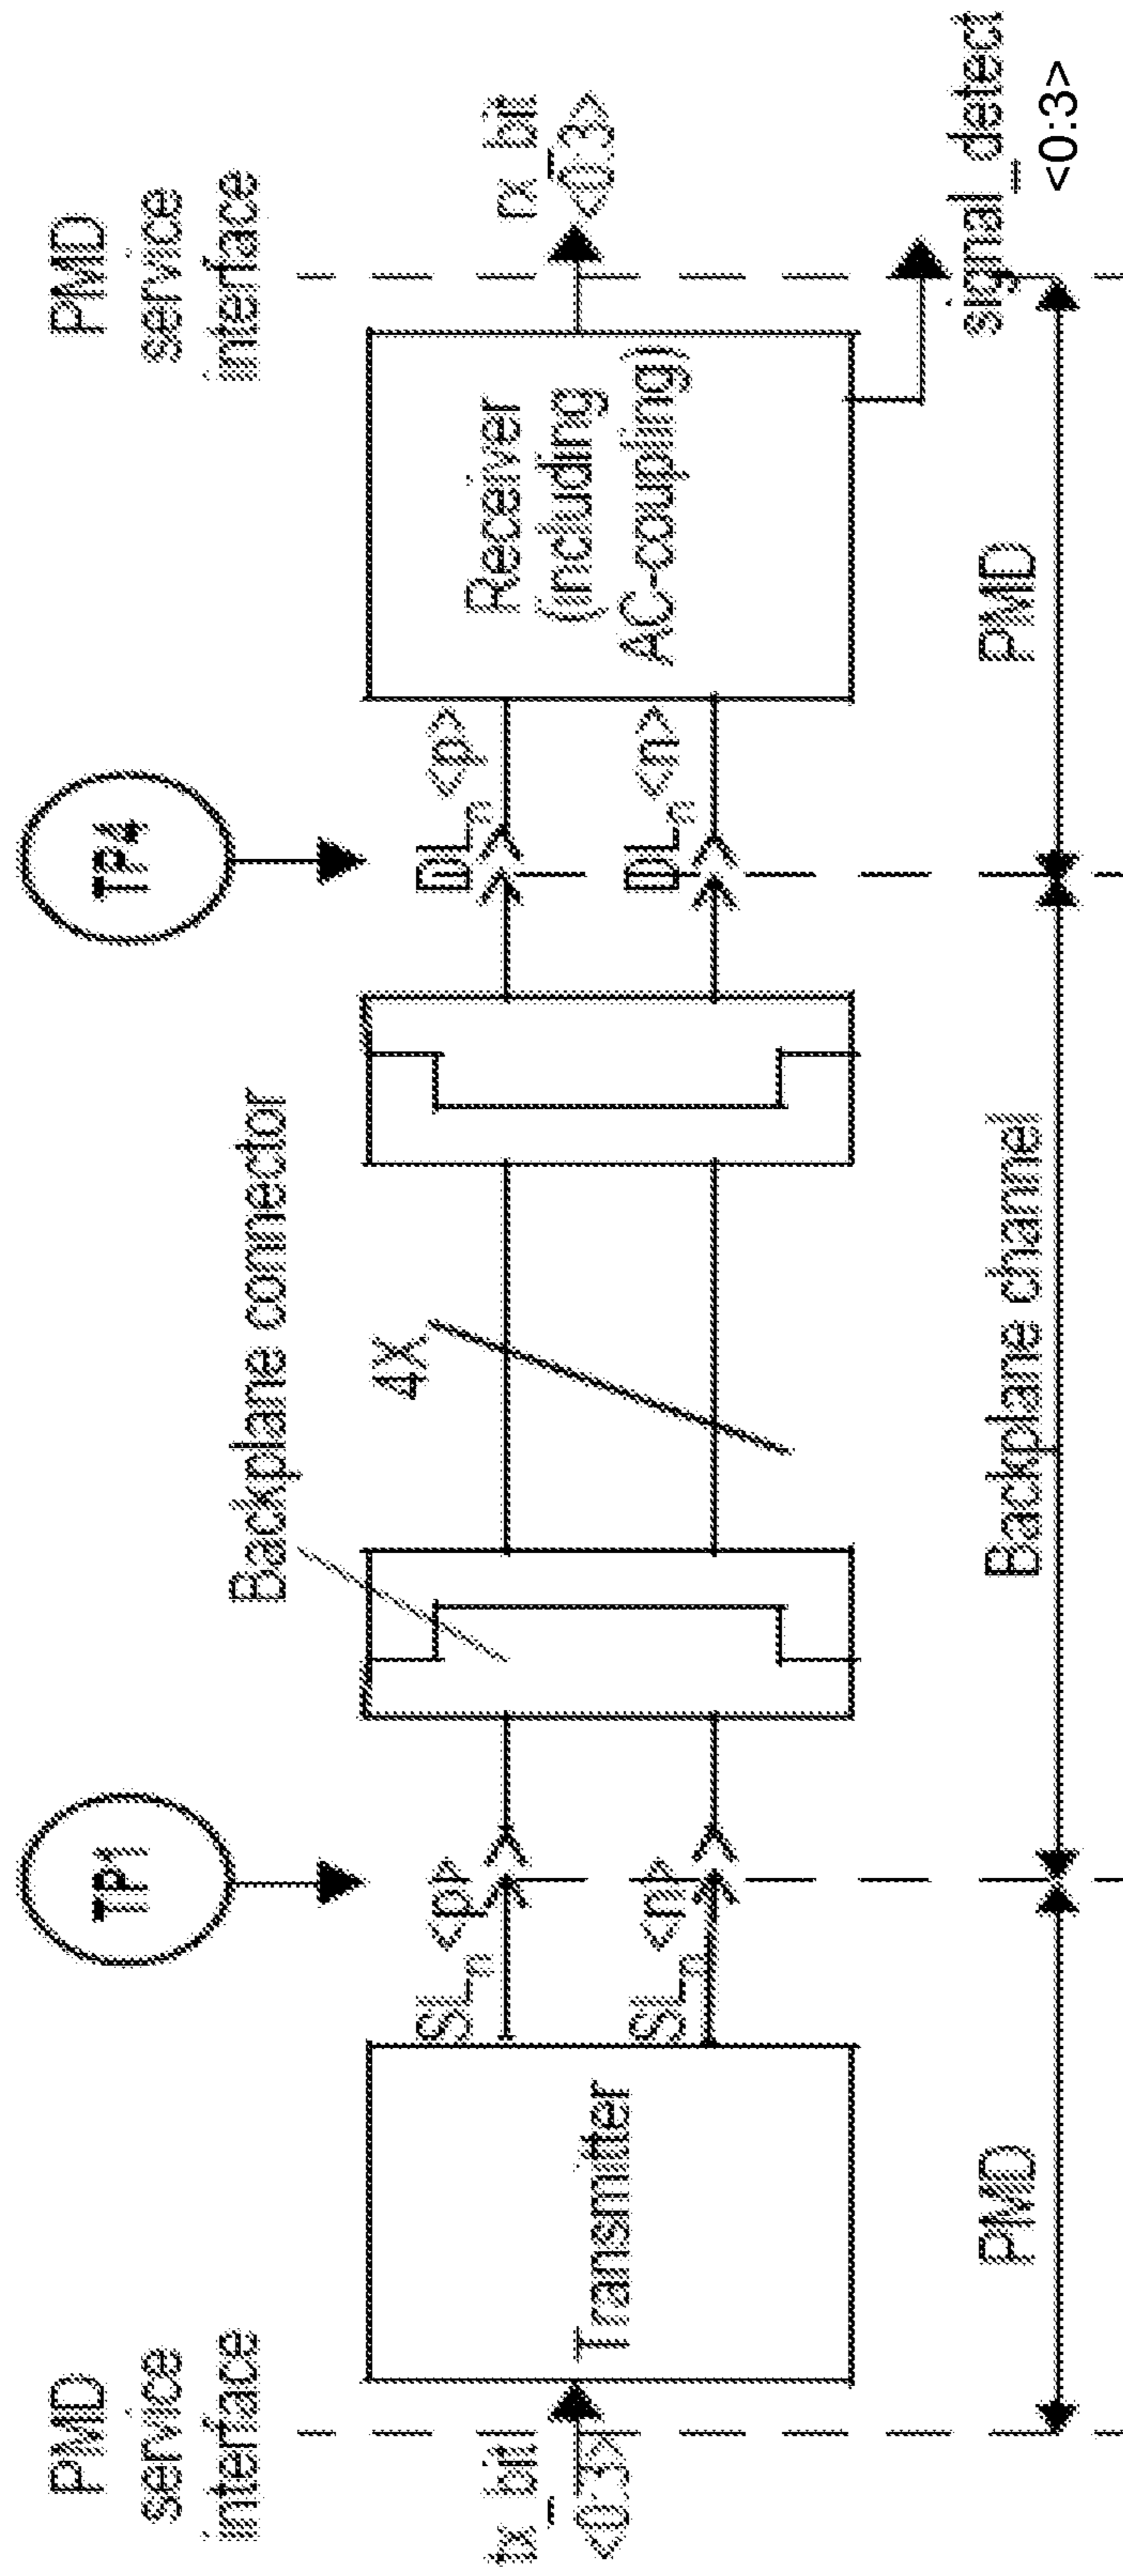 PMD
service
interface
TP1
TP4
PMD
service
interface
Backplane connector
tx_bit
<0:3>
Transmitter
SL_n<p>
SL_n<n>
4X
DL_n<p>
DL_n<n>
Receiver
(including
AC-coupling)
rx_bit
<0:3>
signal_detect
<0:3>
PMD
Backplane channel
PMD